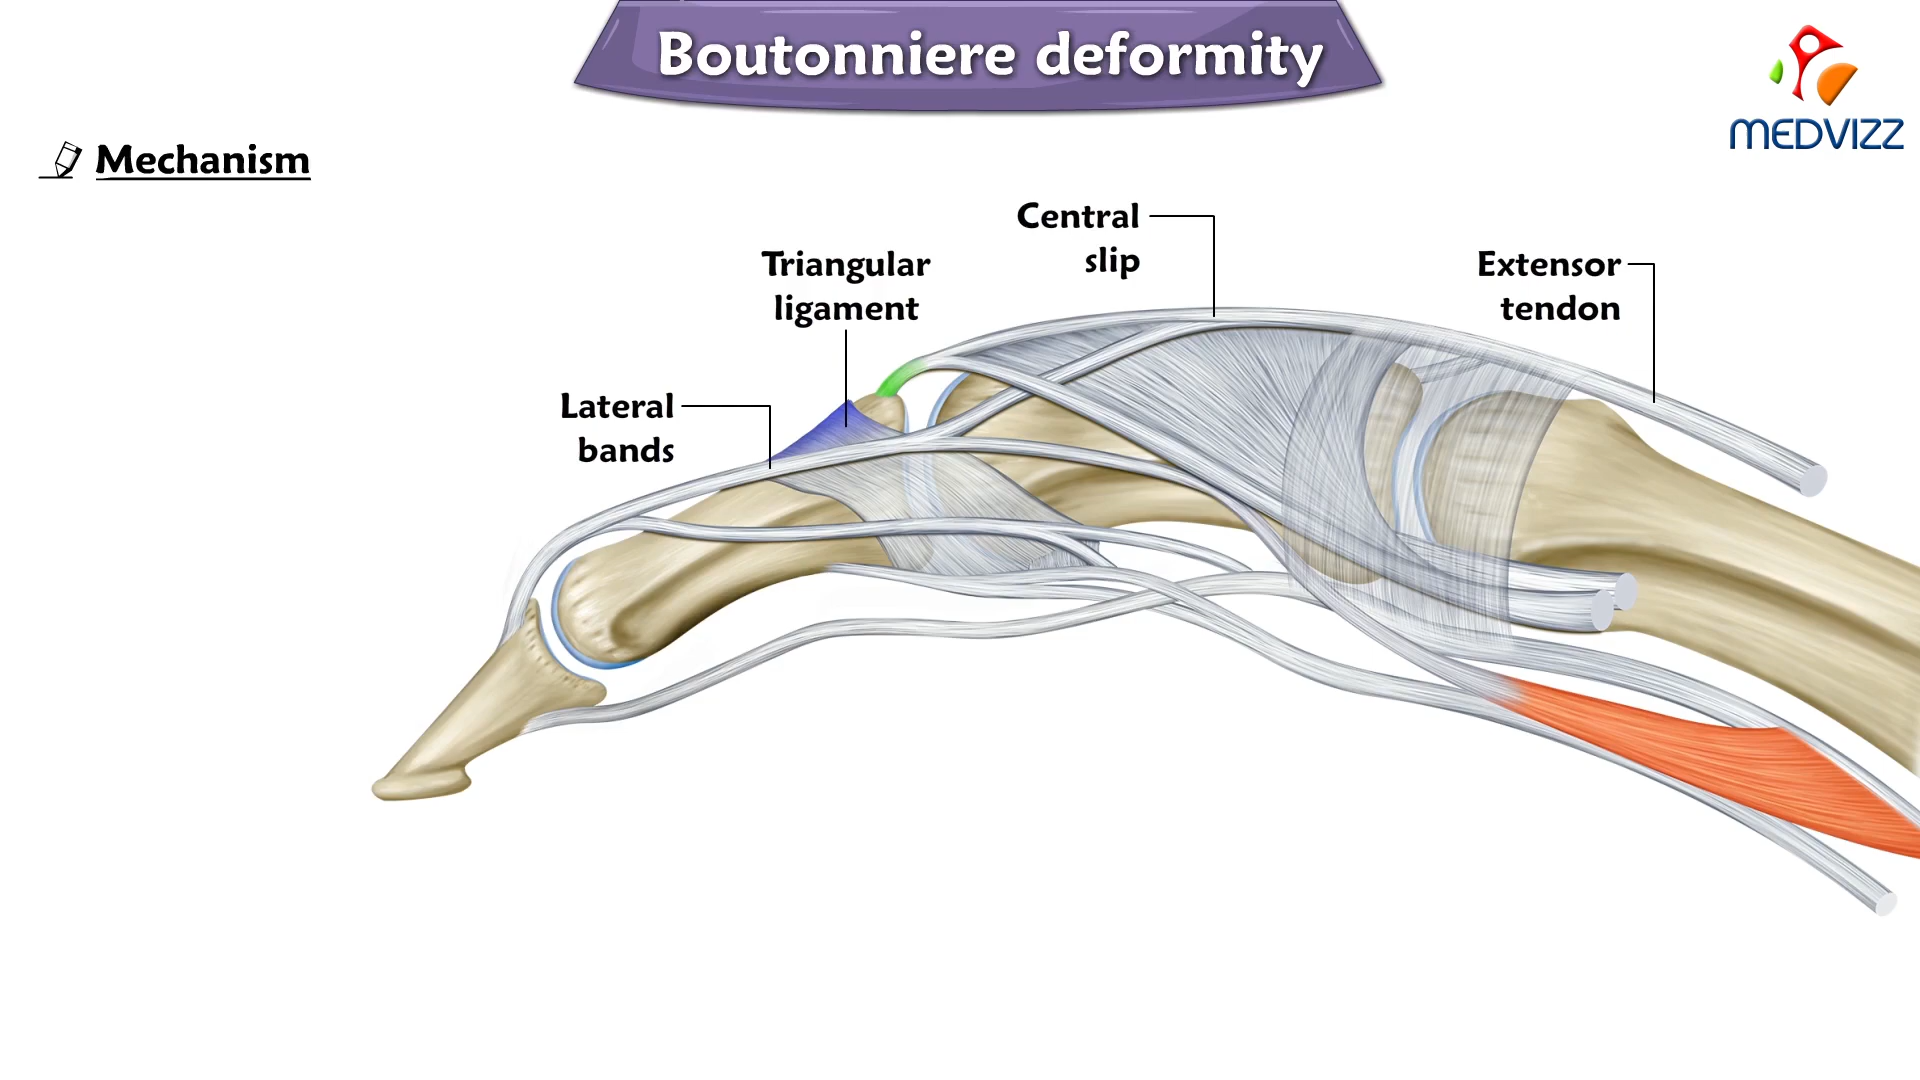 Boutonniere deformity
MEDVIZZ
Mechanism
Central
slip
Triangular
ligament
Extensor
tendon
Lateral
bands